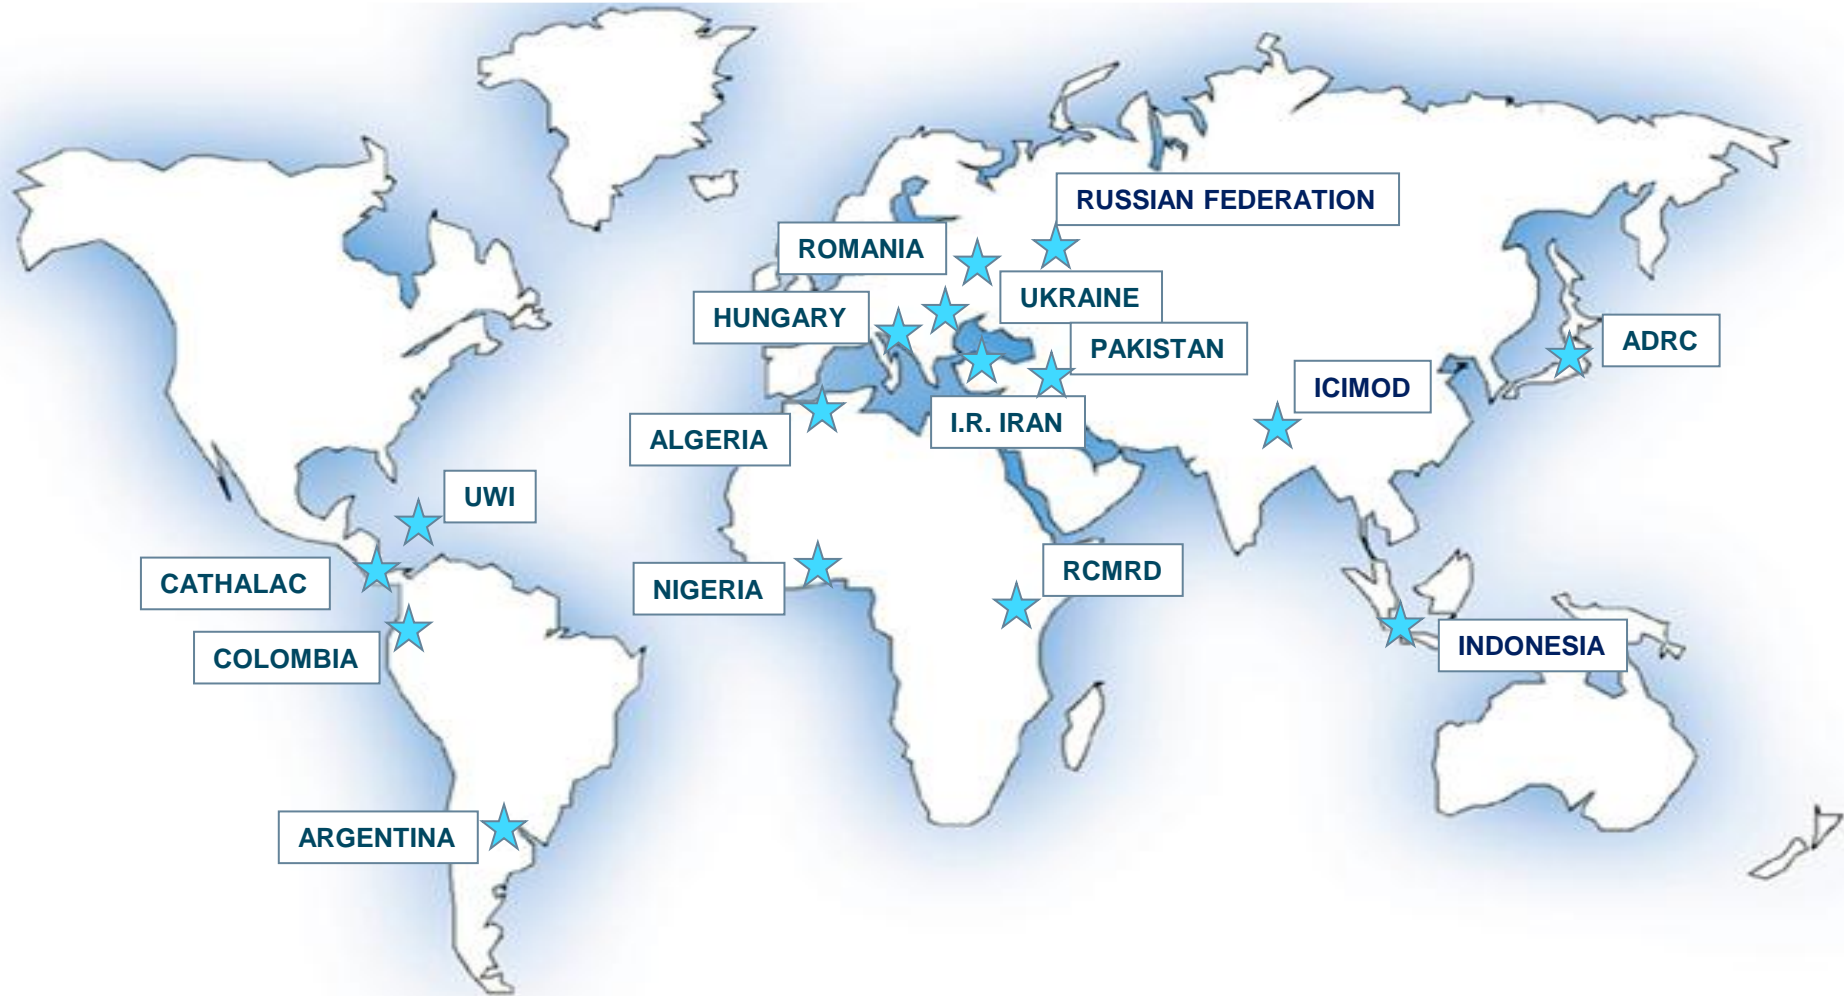 RUSSIAN FEDERATION
ROMANIA
UKRAINE
HUNGARY
PAKISTAN
ADRC
ICIMOD
I.R. IRAN
ALGERIA
UWI
RCMRD
CATHALAC
NIGERIA
INDONESIA
COLOMBIA
ARGENTINA